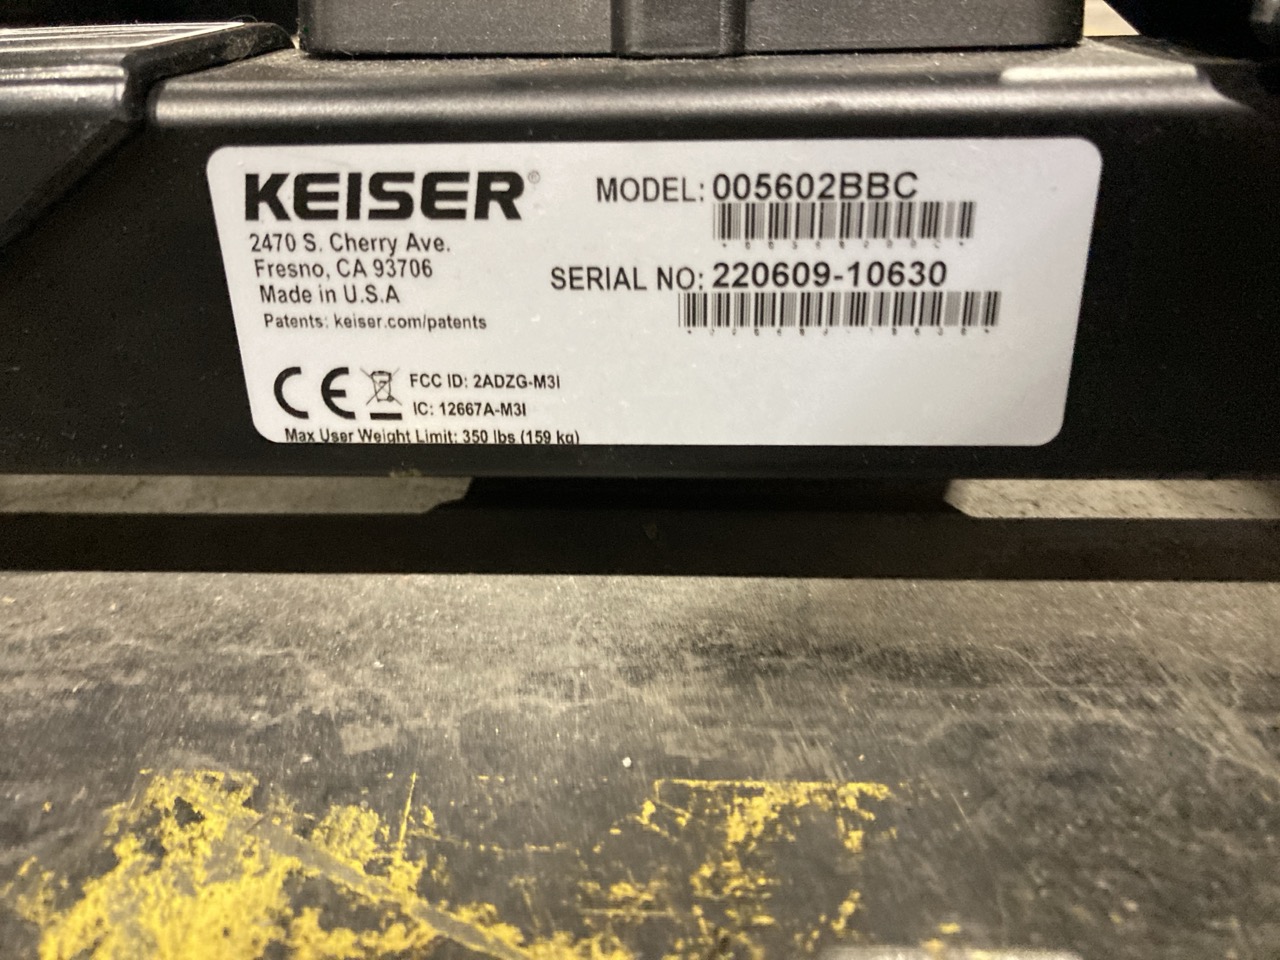 KEISER®
2470 S. Cherry Ave.
Fresno, CA 93706
Made in U.S.A
Patents: keiser.com/patents
MODEL: 005602BBC
SERIAL NO: 220609-10630
CE
FCC ID: 2ADZG-M3I
IC: 12667A-M3I
Max User Weight Limit: 350 lbs (159 kg)